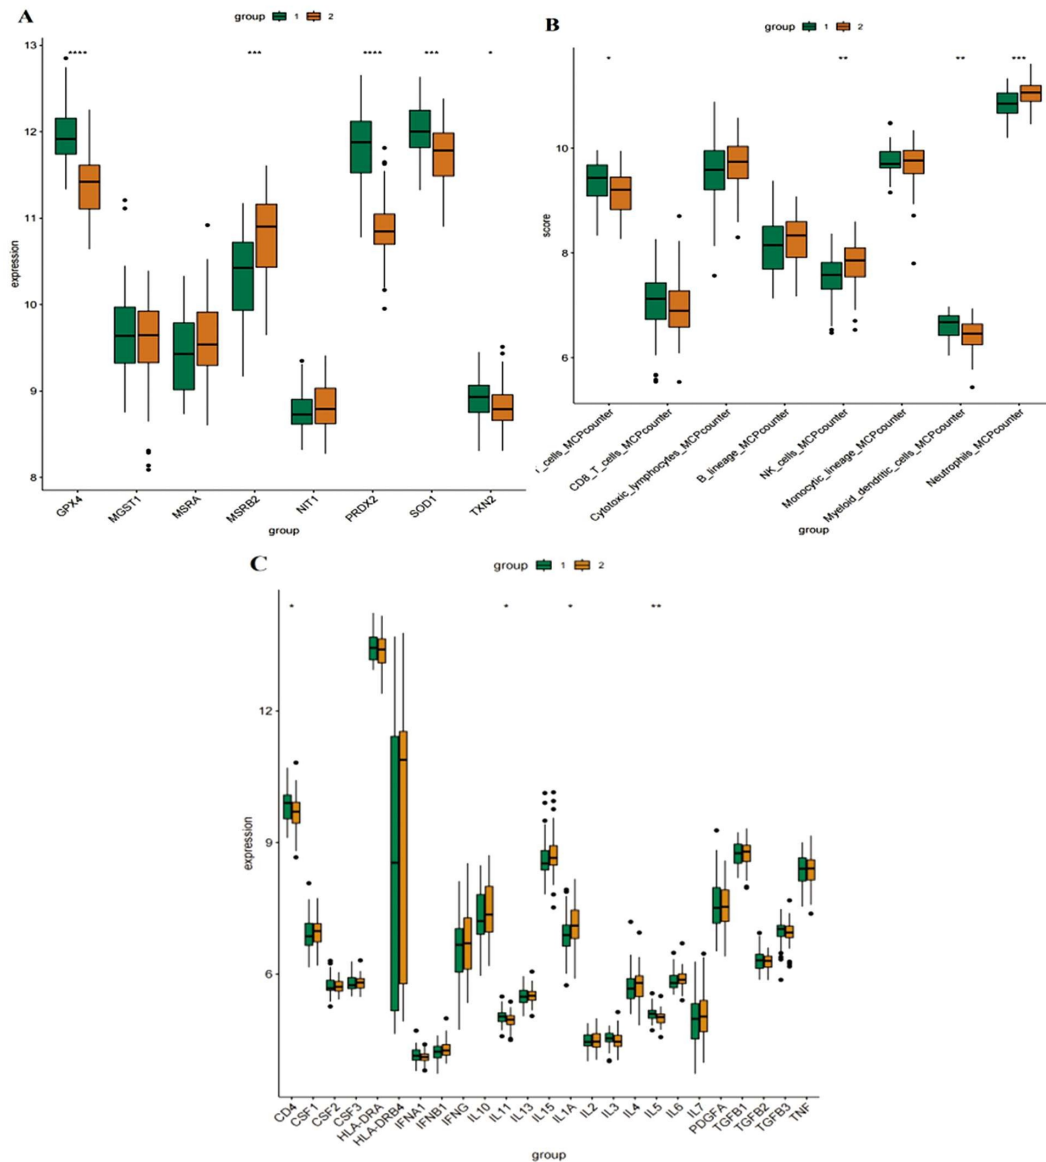 A
group 1 2
**** *** **** *** *
13
12
11
10
9
8
expression
GPX4 MGST1 MSRA MSRB2 NIT1 PRDX2 SOD1 TXN2
group
B
group 1 2
* ** ** ***
10
8
6
score
r_cells_MCPcounter CD8_T_cells_MCPcounter Cytotoxic_lymphocytes_MCPcounter B_lineage_MCPcounter NK_cells_MCPcounter Monocytic_lineage_MCPcounter Myeloid_dendritic_cells_MCPcounter Neutrophils_MCPcounter
group
C
group 1 2
* * * **
12
9
6
expression
CD4 CSF1 CSF2 CSF3 HLA-DRA HLA-DRB4 IFNA1 IFNB1 IFNG IL10 IL11 IL13 IL15 IL1A IL2 IL3 IL4 IL5 IL6 IL7 PDGFA TGFB1 TGFB2 TGFB3 TNF
group